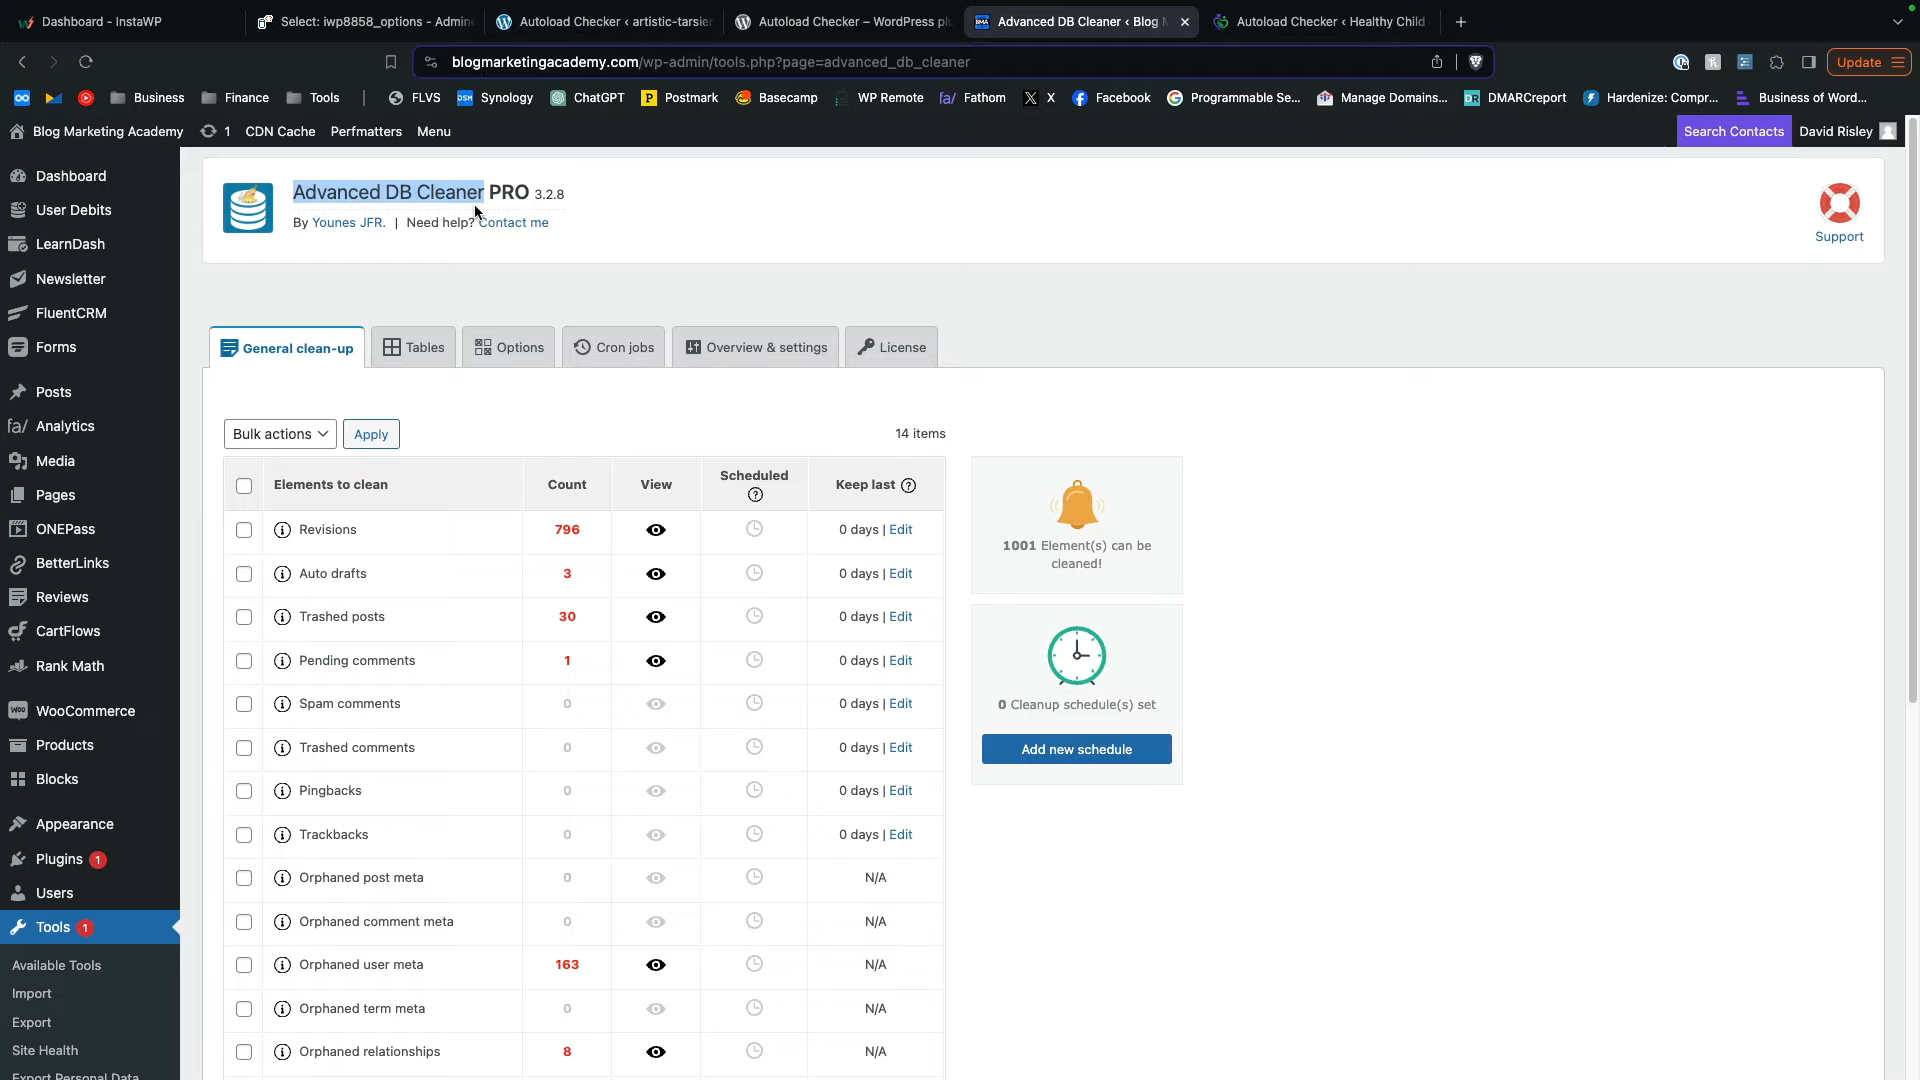 Dashboard - InstaWP
Select: iwp8858_options - Admine
Autoload Checker ‹ artistic-tarsier
Autoload Checker – WordPress plu
Advanced DB Cleaner ‹ Blog M
Autoload Checker ‹ Healthy Child
blogmarketingacademy.com/wp-admin/tools.php?page=advanced_db_cleaner
Update
Business
Finance
Tools
FLVS
Synology
ChatGPT
Postmark
Basecamp
WP Remote
Fathom
X
Facebook
Programmable Se...
Manage Domains...
DMARCreport
Hardenize: Compr...
Business of Word...
Blog Marketing Academy
1
CDN Cache
Perfmatters
Menu
Search Contacts
David Risley
Dashboard
User Debits
LearnDash
Newsletter
FluentCRM
Forms
Posts
Analytics
Media
Pages
ONEPass
BetterLinks
Reviews
CartFlows
Rank Math
WooCommerce
Products
Blocks
Appearance
Plugins 1
Users
Tools 1
Available Tools
Import
Export
Site Health
Export Personal Data
Advanced DB Cleaner PRO 3.2.8
By Younes JFR. | Need help? Contact me
Support
General clean-up
Tables
Options
Cron jobs
Overview & settings
License
Bulk actions
Apply
14 items
Elements to clean Count View Scheduled Keep last
Revisions 796 0 days | Edit
Auto drafts 3 0 days | Edit
Trashed posts 30 0 days | Edit
Pending comments 1 0 days | Edit
Spam comments 0 0 days | Edit
Trashed comments 0 0 days | Edit
Pingbacks 0 0 days | Edit
Trackbacks 0 0 days | Edit
Orphaned post meta 0 N/A
Orphaned comment meta 0 N/A
Orphaned user meta 163 N/A
Orphaned term meta 0 N/A
Orphaned relationships 8 N/A
1001 Element(s) can be
cleaned!
0 Cleanup schedule(s) set
Add new schedule